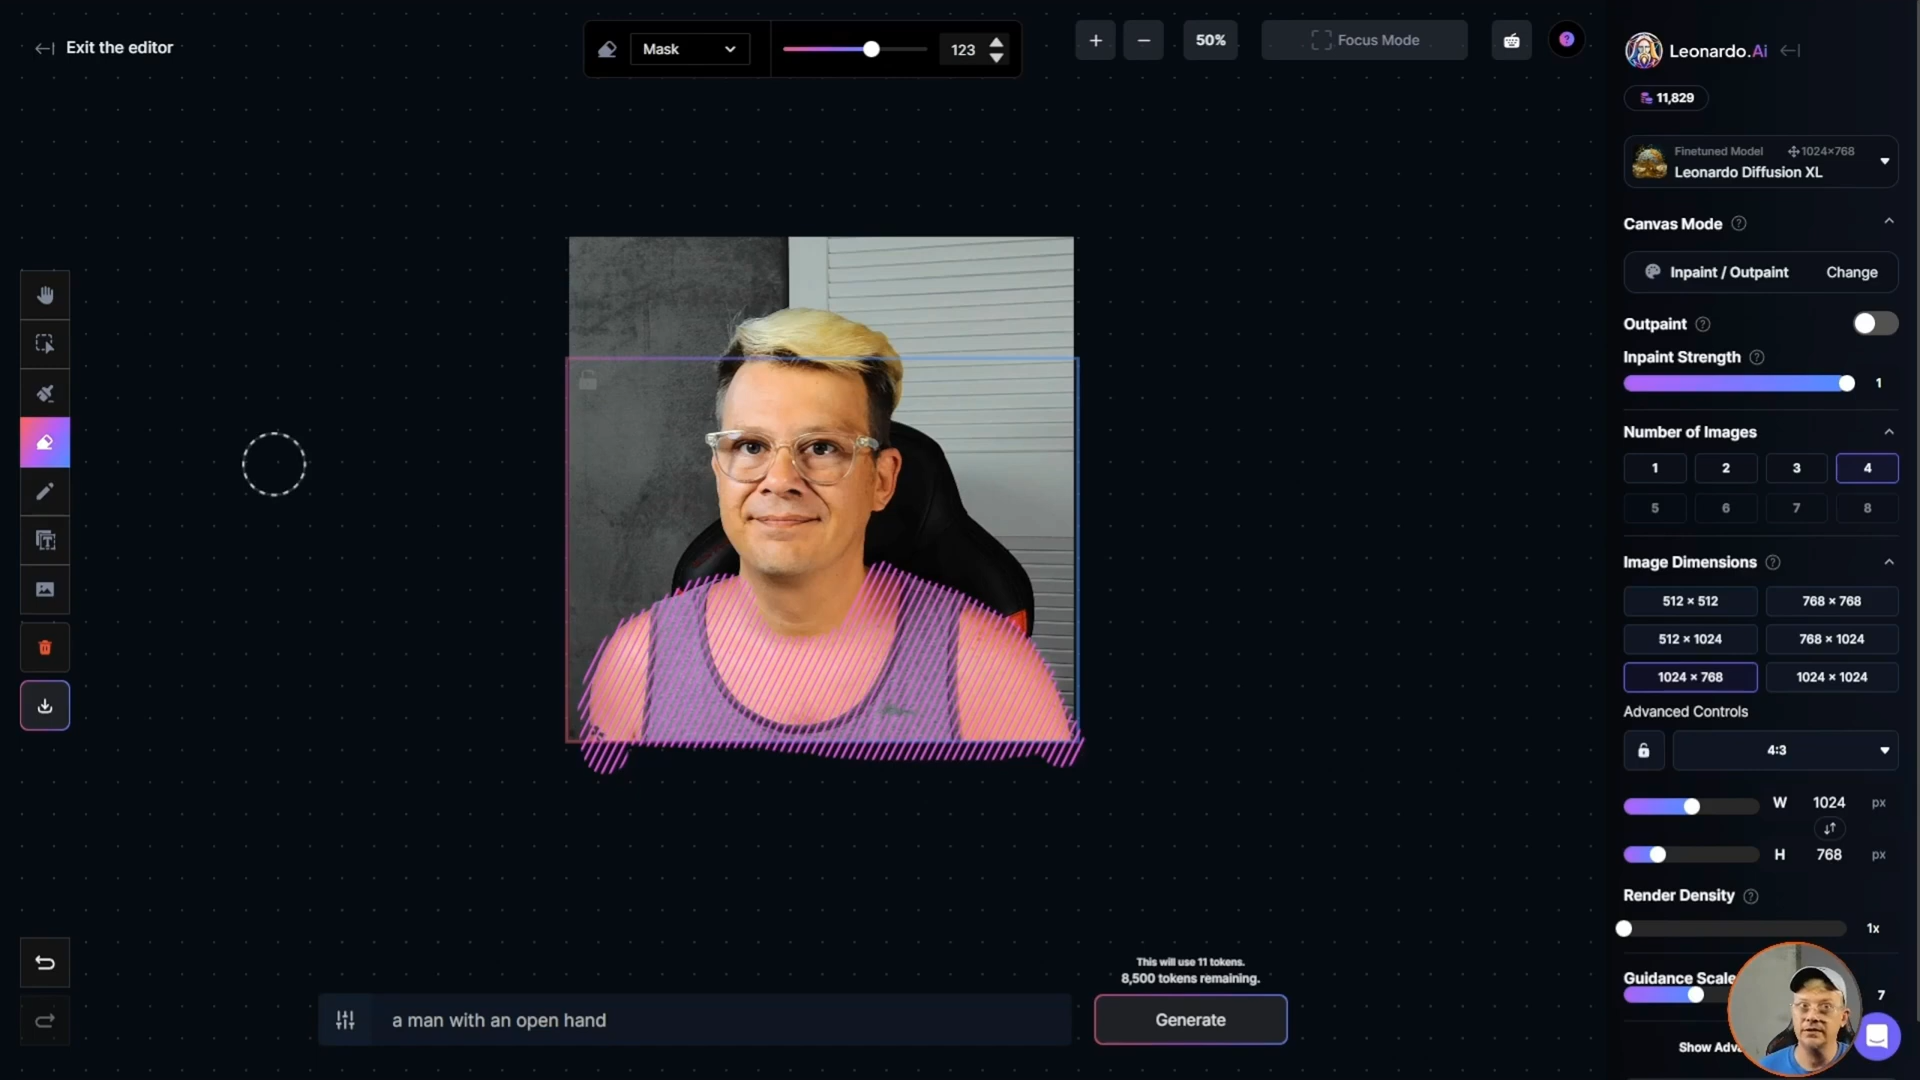 Exit the editor
Mask
123
50%
Focus Mode
?
Leonardo.Ai
11,829
Finetuned Model
1024×768
Leonardo Diffusion XL
Canvas Mode ?
Inpaint / Outpaint
Change
Outpaint ?
Inpaint Strength ?
1
Number of Images
1 2 3 4
5 6 7 8
Image Dimensions ?
512 × 512
768 × 768
512 × 1024
768 × 1024
1024 × 768
1024 × 1024
Advanced Controls
4:3
W 1024 px
H 768 px
Render Density ?
1x
Guidance Scale
7
Show Adv
This will use 11 tokens.
8,500 tokens remaining.
a man with an open hand
Generate